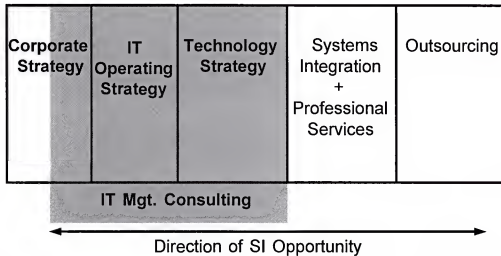 Corporate
Strategy
IT
Operating
Strategy
Technology
Strategy
Systems
Integration
+
Professional
Services
Outsourcing
IT Mgt. Consulting
Direction of SI Opportunity